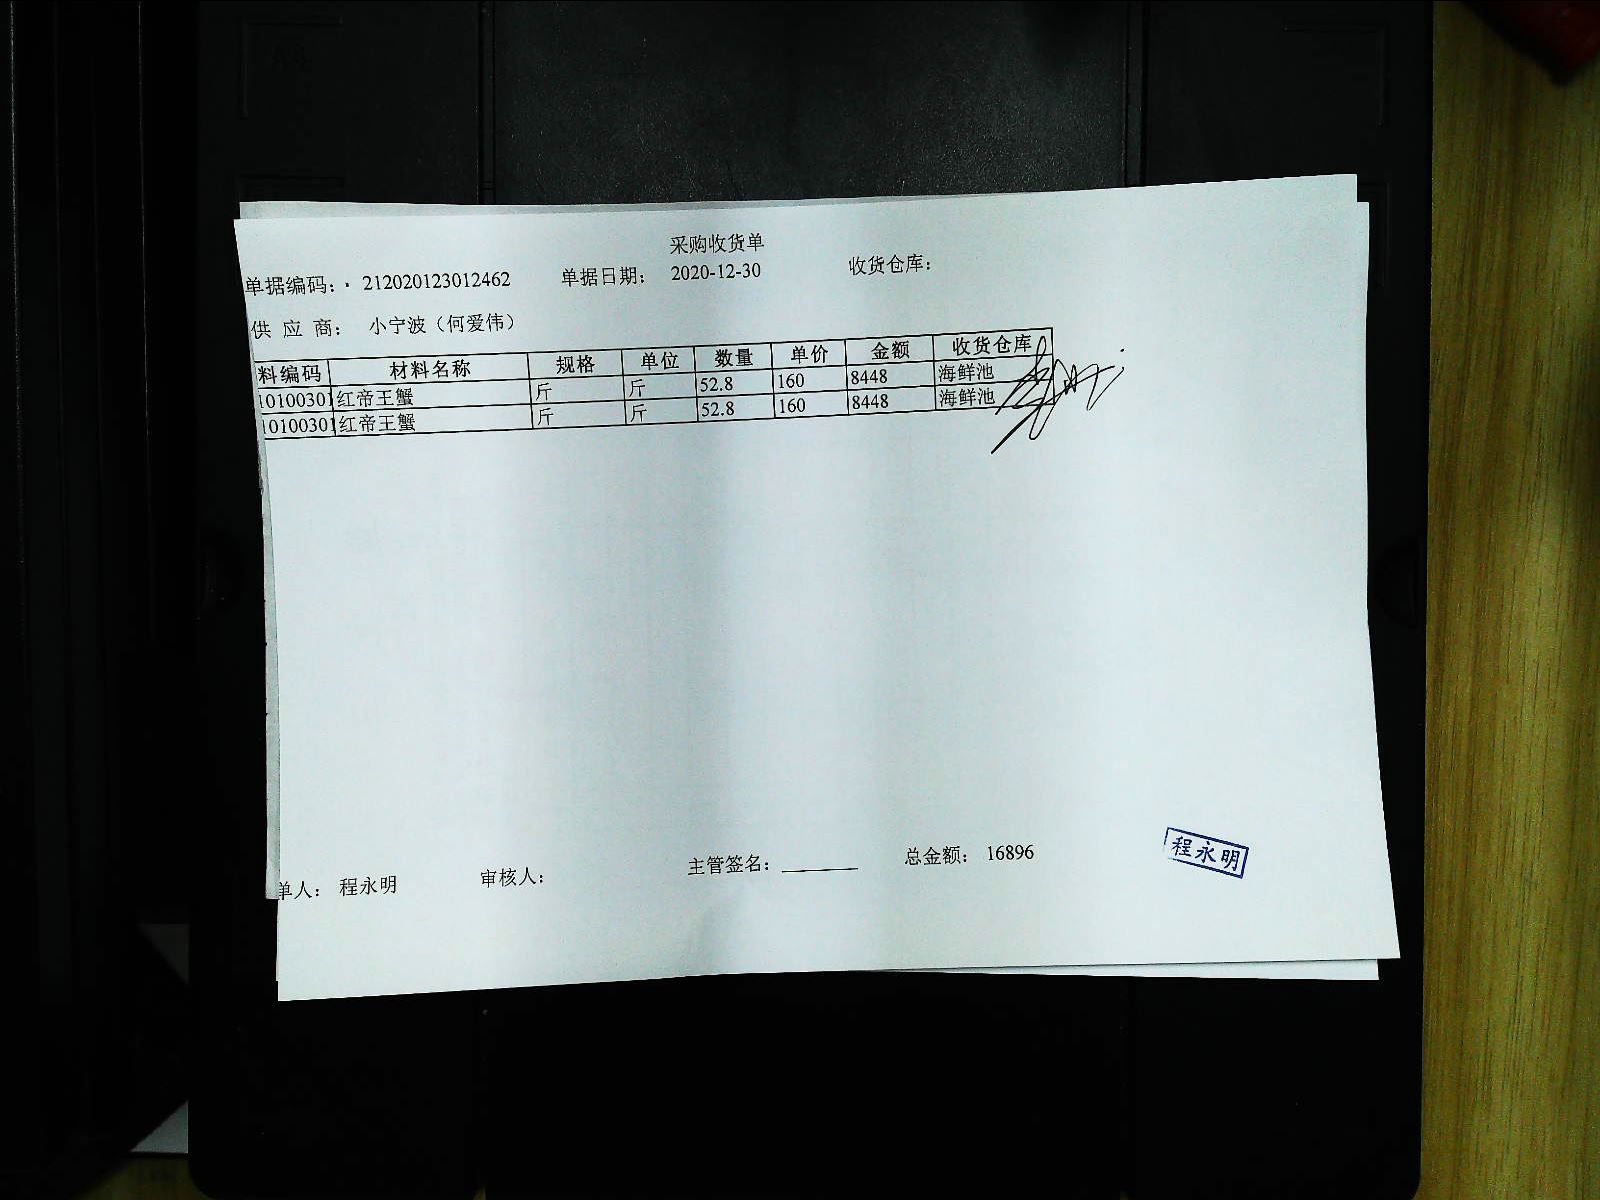 采购收货单
单据编码： 212020123012462 单据日期： 2020-12-30 收货仓库：
供 应 商： 小宁波（何爱伟）
料编码 材料名称 规格 单位 数量 单价 金额 收货仓库
10100301 红帝王蟹 斤 斤 52.8 160 8448 海鲜池
10100301 红帝王蟹 斤 斤 52.8 160 8448 海鲜池
单人： 程永明 审核人： 主管签名： 总金额： 16896
程永明